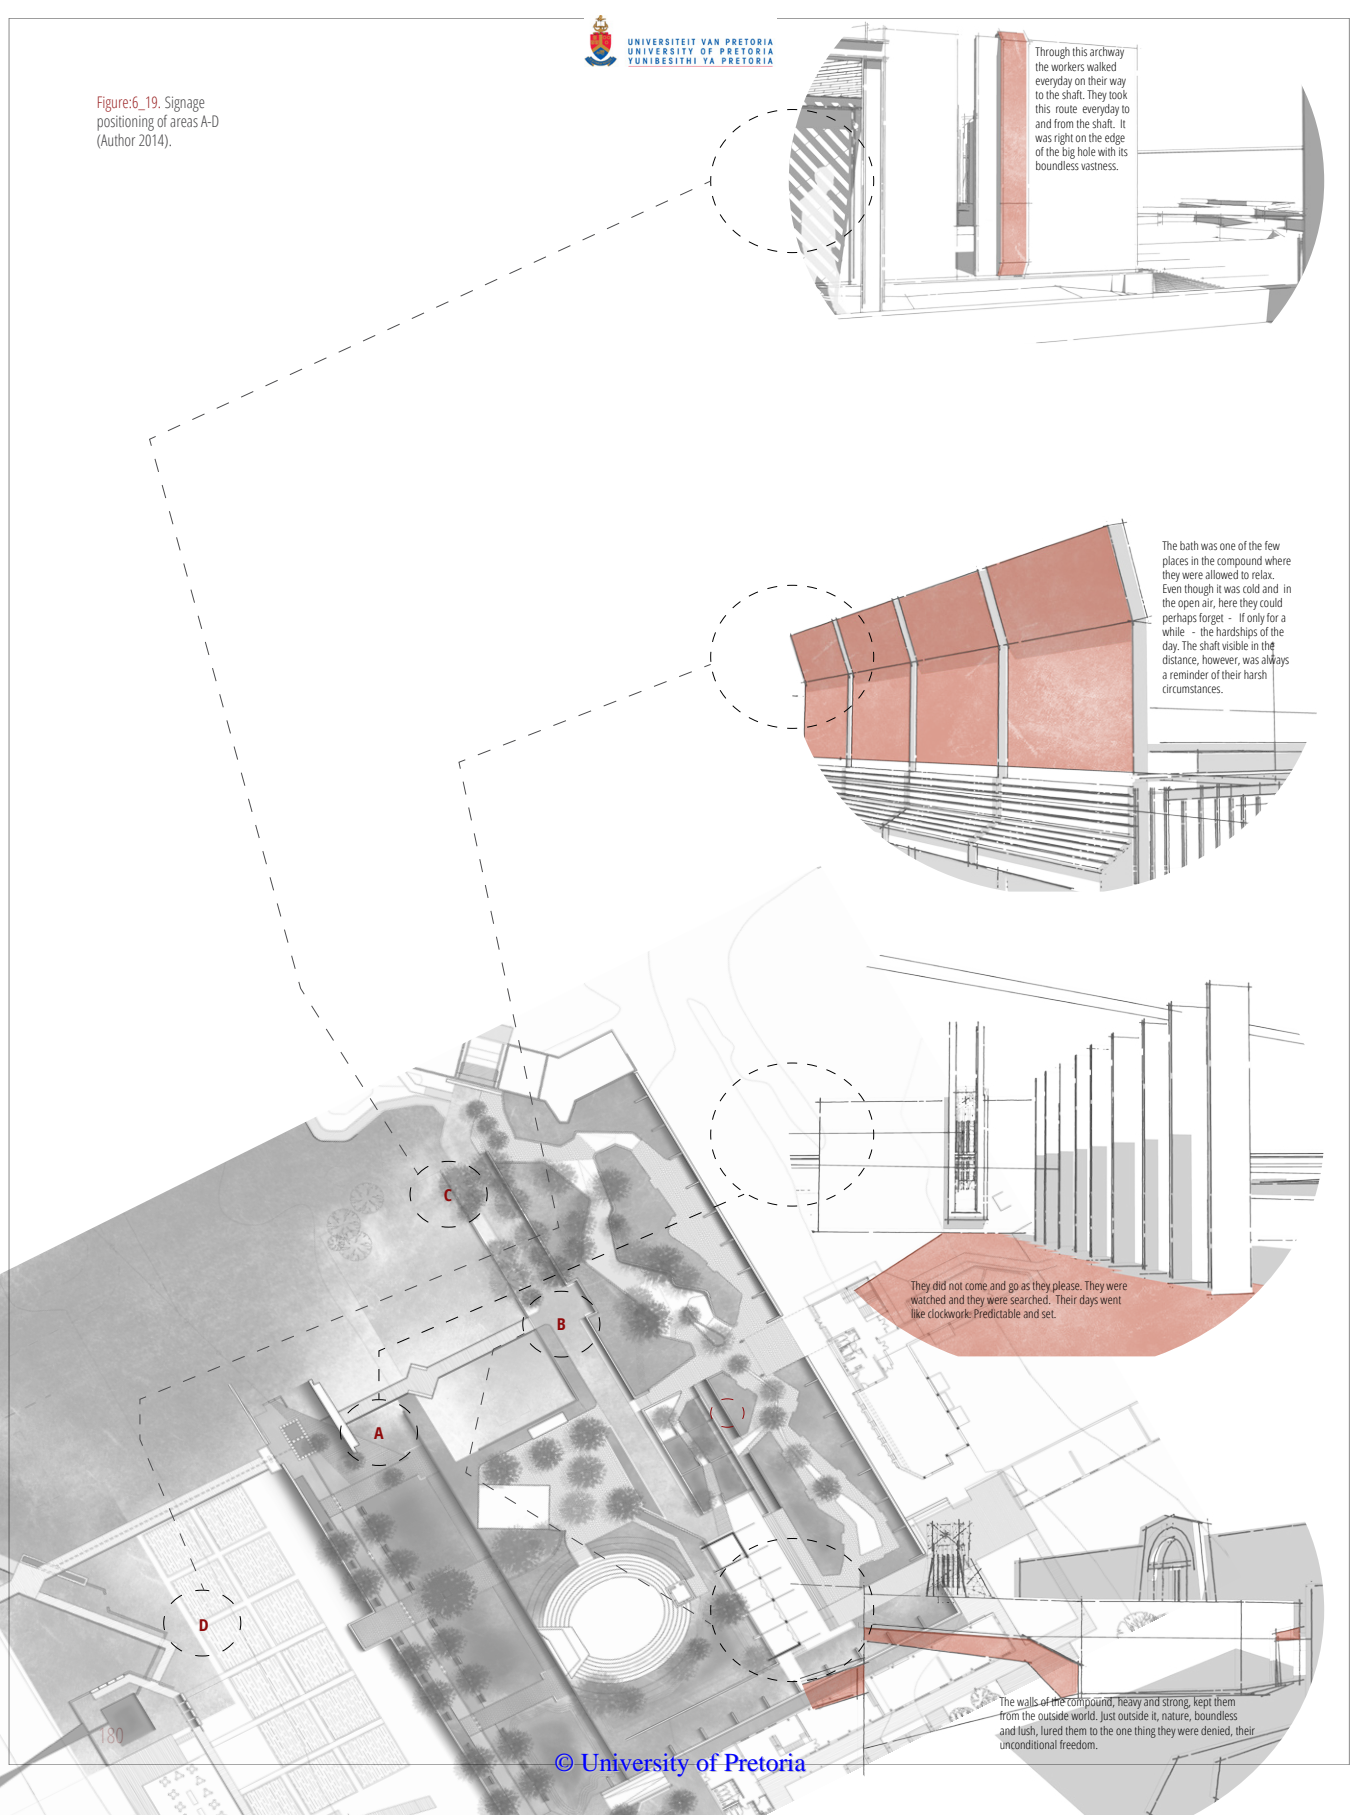 UNIVERSITEIT VAN PRETORIA
UNIVERSITY OF PRETORIA
YUNIBESITHI YA PRETORIA
Figure:6_19. Signage
positioning of areas A-D
(Author 2014).
Through this archway
the workers walked
everyday on their way
to the shaft. They took
this route everyday to
and from the shaft. It
was right on the edge
of the big hole with its
boundless vastness.
The bath was one of the few
places in the compound where
they were allowed to relax.
Even though it was cold and in
the open air, here they could
perhaps forget - If only for a
while - the hardships of the
day. The shaft visible in the
distance, however, was always
a reminder of their harsh
circumstances.
They did not come and go as they please. They were
watched and they were searched. Their days went
like clockwork. Predictable and set.
C
B
A
D
The walls of the compound, heavy and strong, kept them
from the outside world. Just outside it, nature, boundless
and lush, lured them to the one thing they were denied, their
unconditional freedom.
180
© University of Pretoria